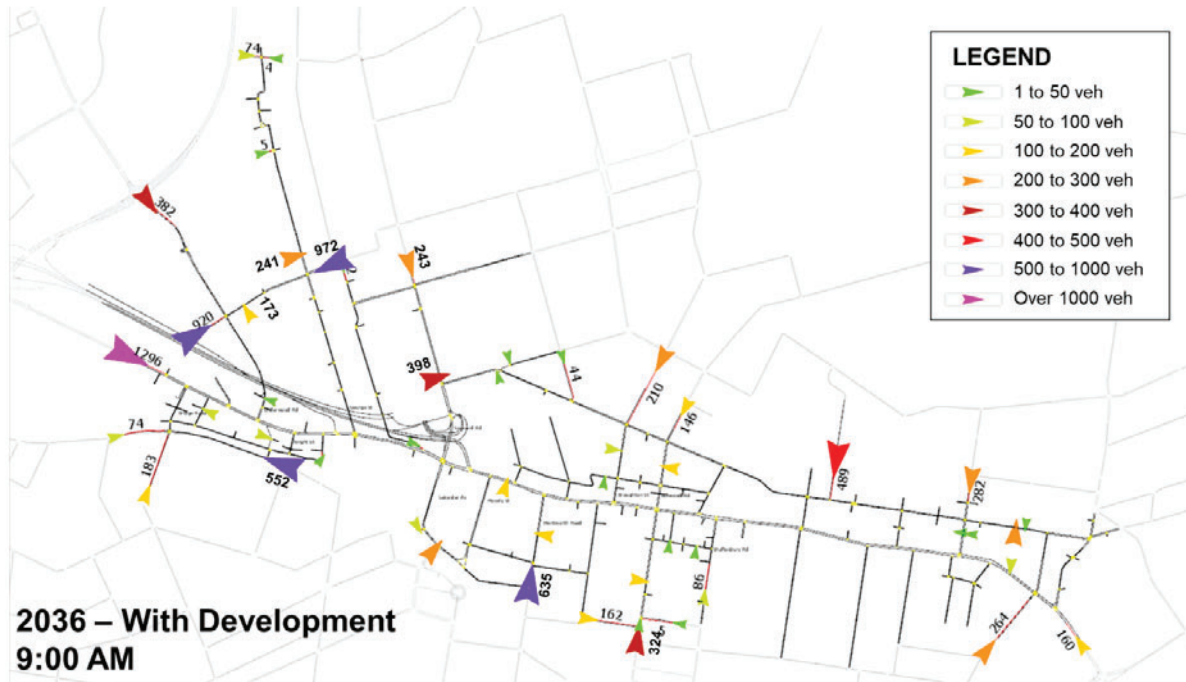 LEGEND
1 to 50 veh
50 to 100 veh
100 to 200 veh
200 to 300 veh
300 to 400 veh
400 to 500 veh
500 to 1000 veh
Over 1000 veh
74
4
5
382
241
972
2
243
173
920
1296
398
44
210
146
74
183
552
489
282
635
162
324
5
86
264
160
2036 – With Development
9:00 AM